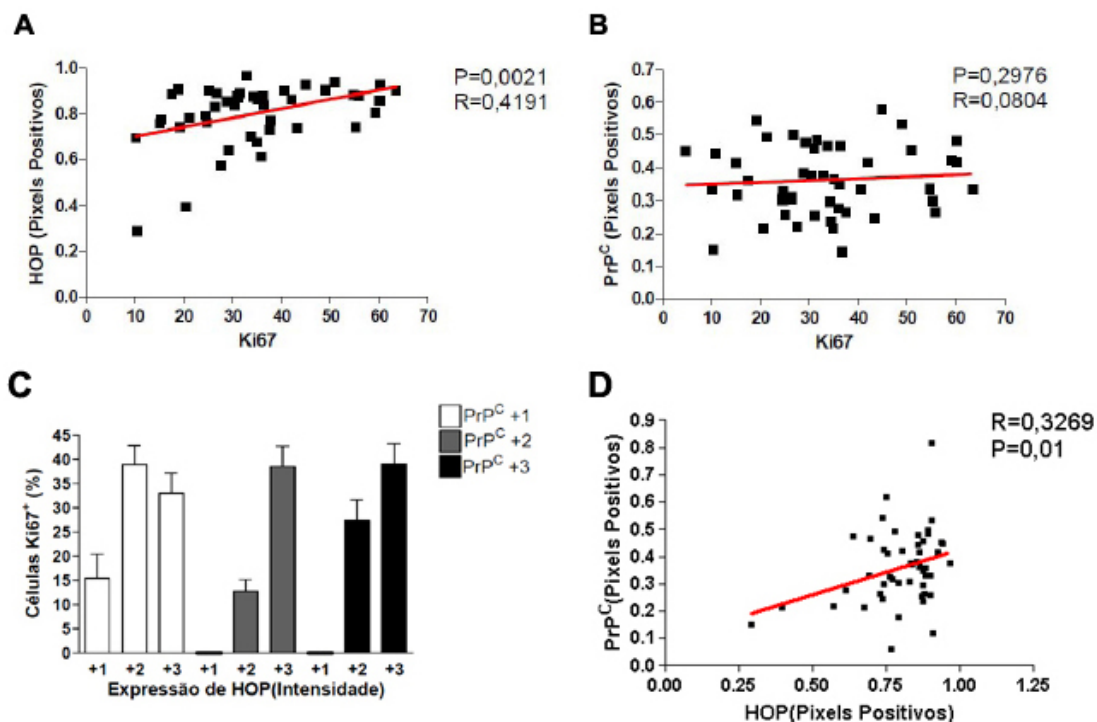 A
HOP (Pixels Positivos)
1.0
0.8
0.6
0.4
0.2
0.0
0 10 20 30 40 50 60 70
Ki67
P=0,0021
R=0,4191
B
PrP^C (Pixels Positivos)
0.7
0.6
0.5
0.4
0.3
0.2
0.1
0.0
0 10 20 30 40 50 60 70
Ki67
P=0,2976
R=0,0804
C
Células Ki67+ (%)
45
40
35
30
25
20
15
10
5
0
+1 +2 +3 +1 +2 +3 +1 +2 +3
Expressão de HOP(Intensidade)
PrP^C +1
PrP^C +2
PrP^C +3
D
PrP^C(Pixels Positivos)
0.9
0.8
0.7
0.6
0.5
0.4
0.3
0.2
0.1
0.0
0.00 0.25 0.50 0.75 1.00 1.25
HOP(Pixels Positivos)
R=0,3269
P=0,01